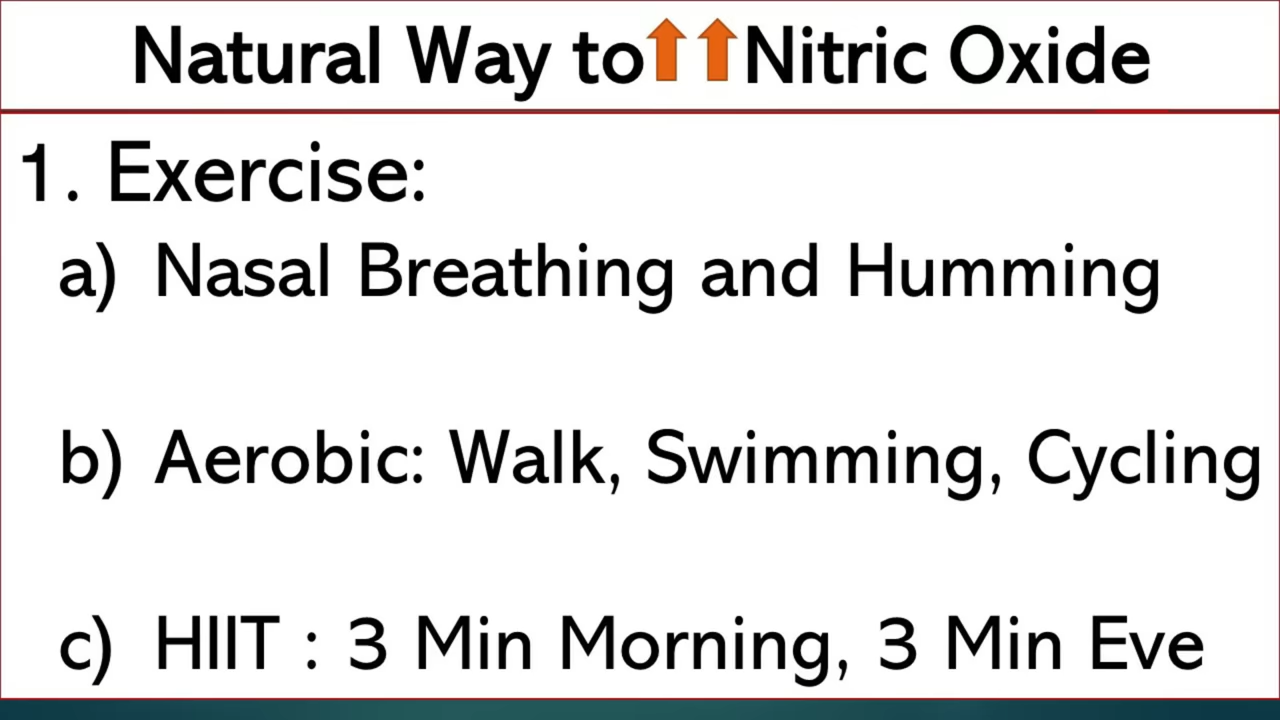 Natural Way to⬆⬆Nitric Oxide
1. Exercise:
a) Nasal Breathing and Humming
b) Aerobic: Walk, Swimming, Cycling
c) HIIT : 3 Min Morning, 3 Min Eve